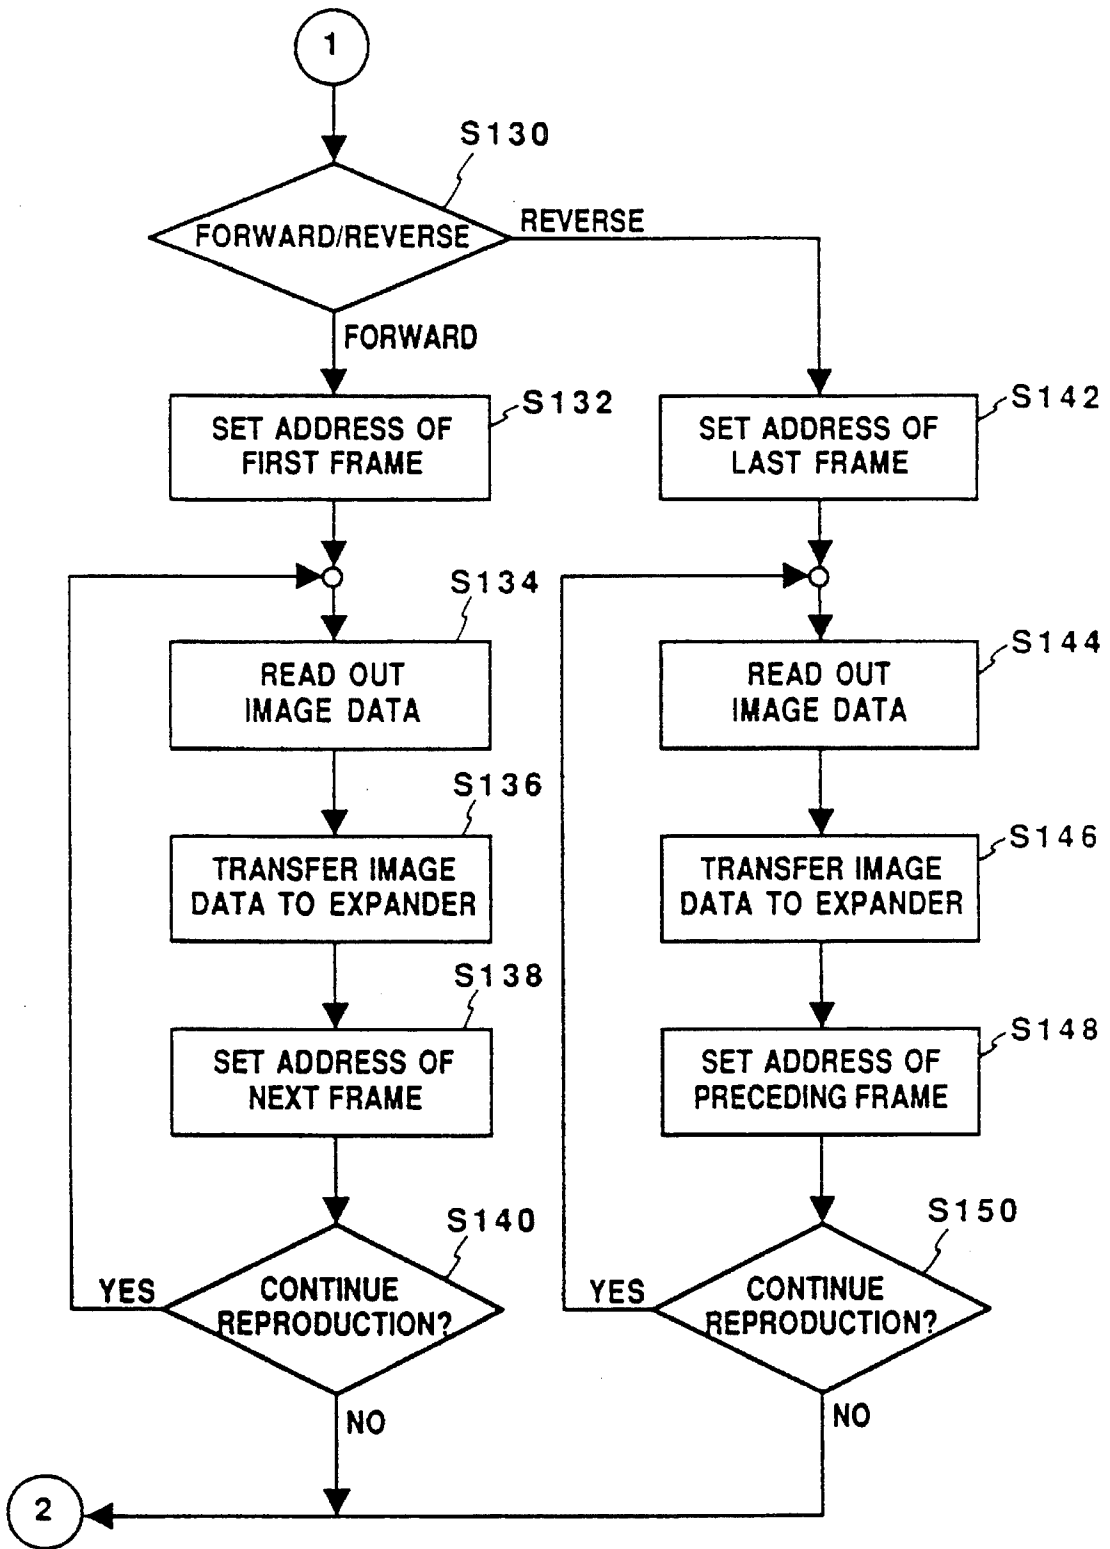 1
S130
FORWARD/REVERSE
REVERSE
FORWARD
S132
SET ADDRESS OF
FIRST FRAME
S142
SET ADDRESS OF
LAST FRAME
S134
READ OUT
IMAGE DATA
S144
READ OUT
IMAGE DATA
S136
TRANSFER IMAGE
DATA TO EXPANDER
S146
TRANSFER IMAGE
DATA TO EXPANDER
S138
SET ADDRESS OF
NEXT FRAME
S148
SET ADDRESS OF
PRECEDING FRAME
S140
YES
CONTINUE
REPRODUCTION?
NO
S150
YES
CONTINUE
REPRODUCTION?
NO
2